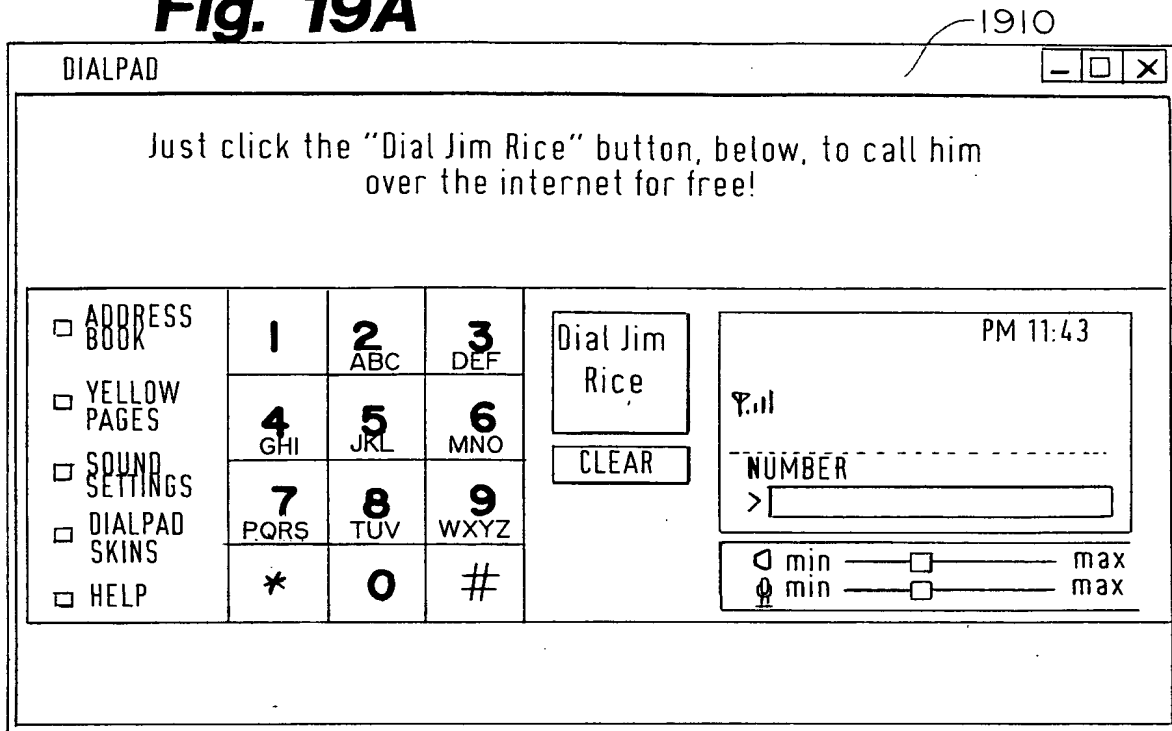 Fig. 19A
1910
DIALPAD
Just click the "Dial Jim Rice" button, below, to call him
over the internet for free!
ADDRESS
BOOK
YELLOW
PAGES
SOUND
SETTINGS
DIALPAD
SKINS
HELP
1
2
ABC
3
DEF
4
GHI
5
JKL
6
MNO
7
PQRS
8
TUV
9
WXYZ
*
0
#
Dial Jim
Rice
CLEAR
PM 11:43
NUMBER
>
min max
min max